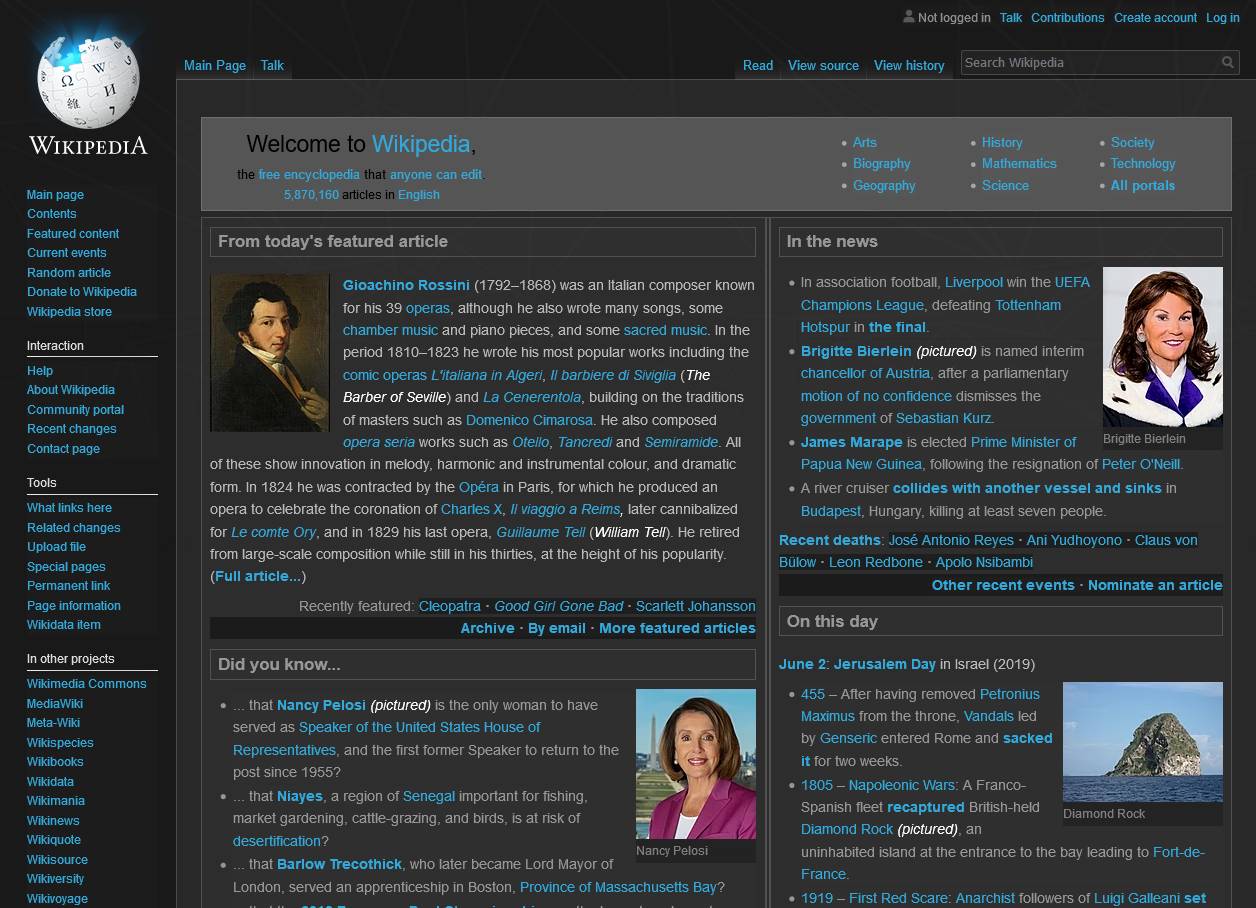 Not logged in Talk Contributions Create account Log in
Main Page Talk
Read View source View history
Search Wikipedia
WIKIPEDIA
Main page
Contents
Featured content
Current events
Random article
Donate to Wikipedia
Wikipedia store
Interaction
Help
About Wikipedia
Community portal
Recent changes
Contact page
Tools
What links here
Related changes
Upload file
Special pages
Permanent link
Page information
Wikidata item
In other projects
Wikimedia Commons
MediaWiki
Meta-Wiki
Wikispecies
Wikibooks
Wikidata
Wikimania
Wikinews
Wikiquote
Wikisource
Wikiversity
Wikivoyage
Welcome to Wikipedia,
the free encyclopedia that anyone can edit.
5,870,160 articles in English
Arts
Biography
Geography
History
Mathematics
Science
Society
Technology
All portals
From today's featured article
Gioachino Rossini (1792–1868) was an Italian composer known
for his 39 operas, although he also wrote many songs, some
chamber music and piano pieces, and some sacred music. In the
period 1810–1823 he wrote his most popular works including the
comic operas L'italiana in Algeri, Il barbiere di Siviglia (The
Barber of Seville) and La Cenerentola, building on the traditions
of masters such as Domenico Cimarosa. He also composed
opera seria works such as Otello, Tancredi and Semiramide. All
of these show innovation in melody, harmonic and instrumental colour, and dramatic
form. In 1824 he was contracted by the Opéra in Paris, for which he produced an
opera to celebrate the coronation of Charles X, Il viaggio a Reims, later cannibalized
for Le comte Ory, and in 1829 his last opera, Guillaume Tell (William Tell). He retired
from large-scale composition while still in his thirties, at the height of his popularity.
(Full article...)
Recently featured: Cleopatra · Good Girl Gone Bad · Scarlett Johansson
Archive · By email · More featured articles
Did you know...
... that Nancy Pelosi (pictured) is the only woman to have
served as Speaker of the United States House of
Representatives, and the first former Speaker to return to the
post since 1955?
Nancy Pelosi
... that Niayes, a region of Senegal important for fishing,
market gardening, cattle-grazing, and birds, is at risk of
desertification?
... that Barlow Trecothick, who later became Lord Mayor of
London, served an apprenticeship in Boston, Province of Massachusetts Bay?
In the news
In association football, Liverpool win the UEFA
Champions League, defeating Tottenham
Hotspur in the final.
Brigitte Bierlein (pictured) is named interim
chancellor of Austria, after a parliamentary
motion of no confidence dismisses the
government of Sebastian Kurz.
Brigitte Bierlein
James Marape is elected Prime Minister of
Papua New Guinea, following the resignation of Peter O'Neill.
A river cruiser collides with another vessel and sinks in
Budapest, Hungary, killing at least seven people.
Recent deaths: José Antonio Reyes · Ani Yudhoyono · Claus von
Bülow · Leon Redbone · Apolo Nsibambi
Other recent events · Nominate an article
On this day
June 2: Jerusalem Day in Israel (2019)
455 – After having removed Petronius
Maximus from the throne, Vandals led
by Genseric entered Rome and sacked
it for two weeks.
1805 – Napoleonic Wars: A Franco-
Spanish fleet recaptured British-held
Diamond Rock (pictured), an
uninhabited island at the entrance to the bay leading to Fort-de-
France.
Diamond Rock
1919 – First Red Scare: Anarchist followers of Luigi Galleani set